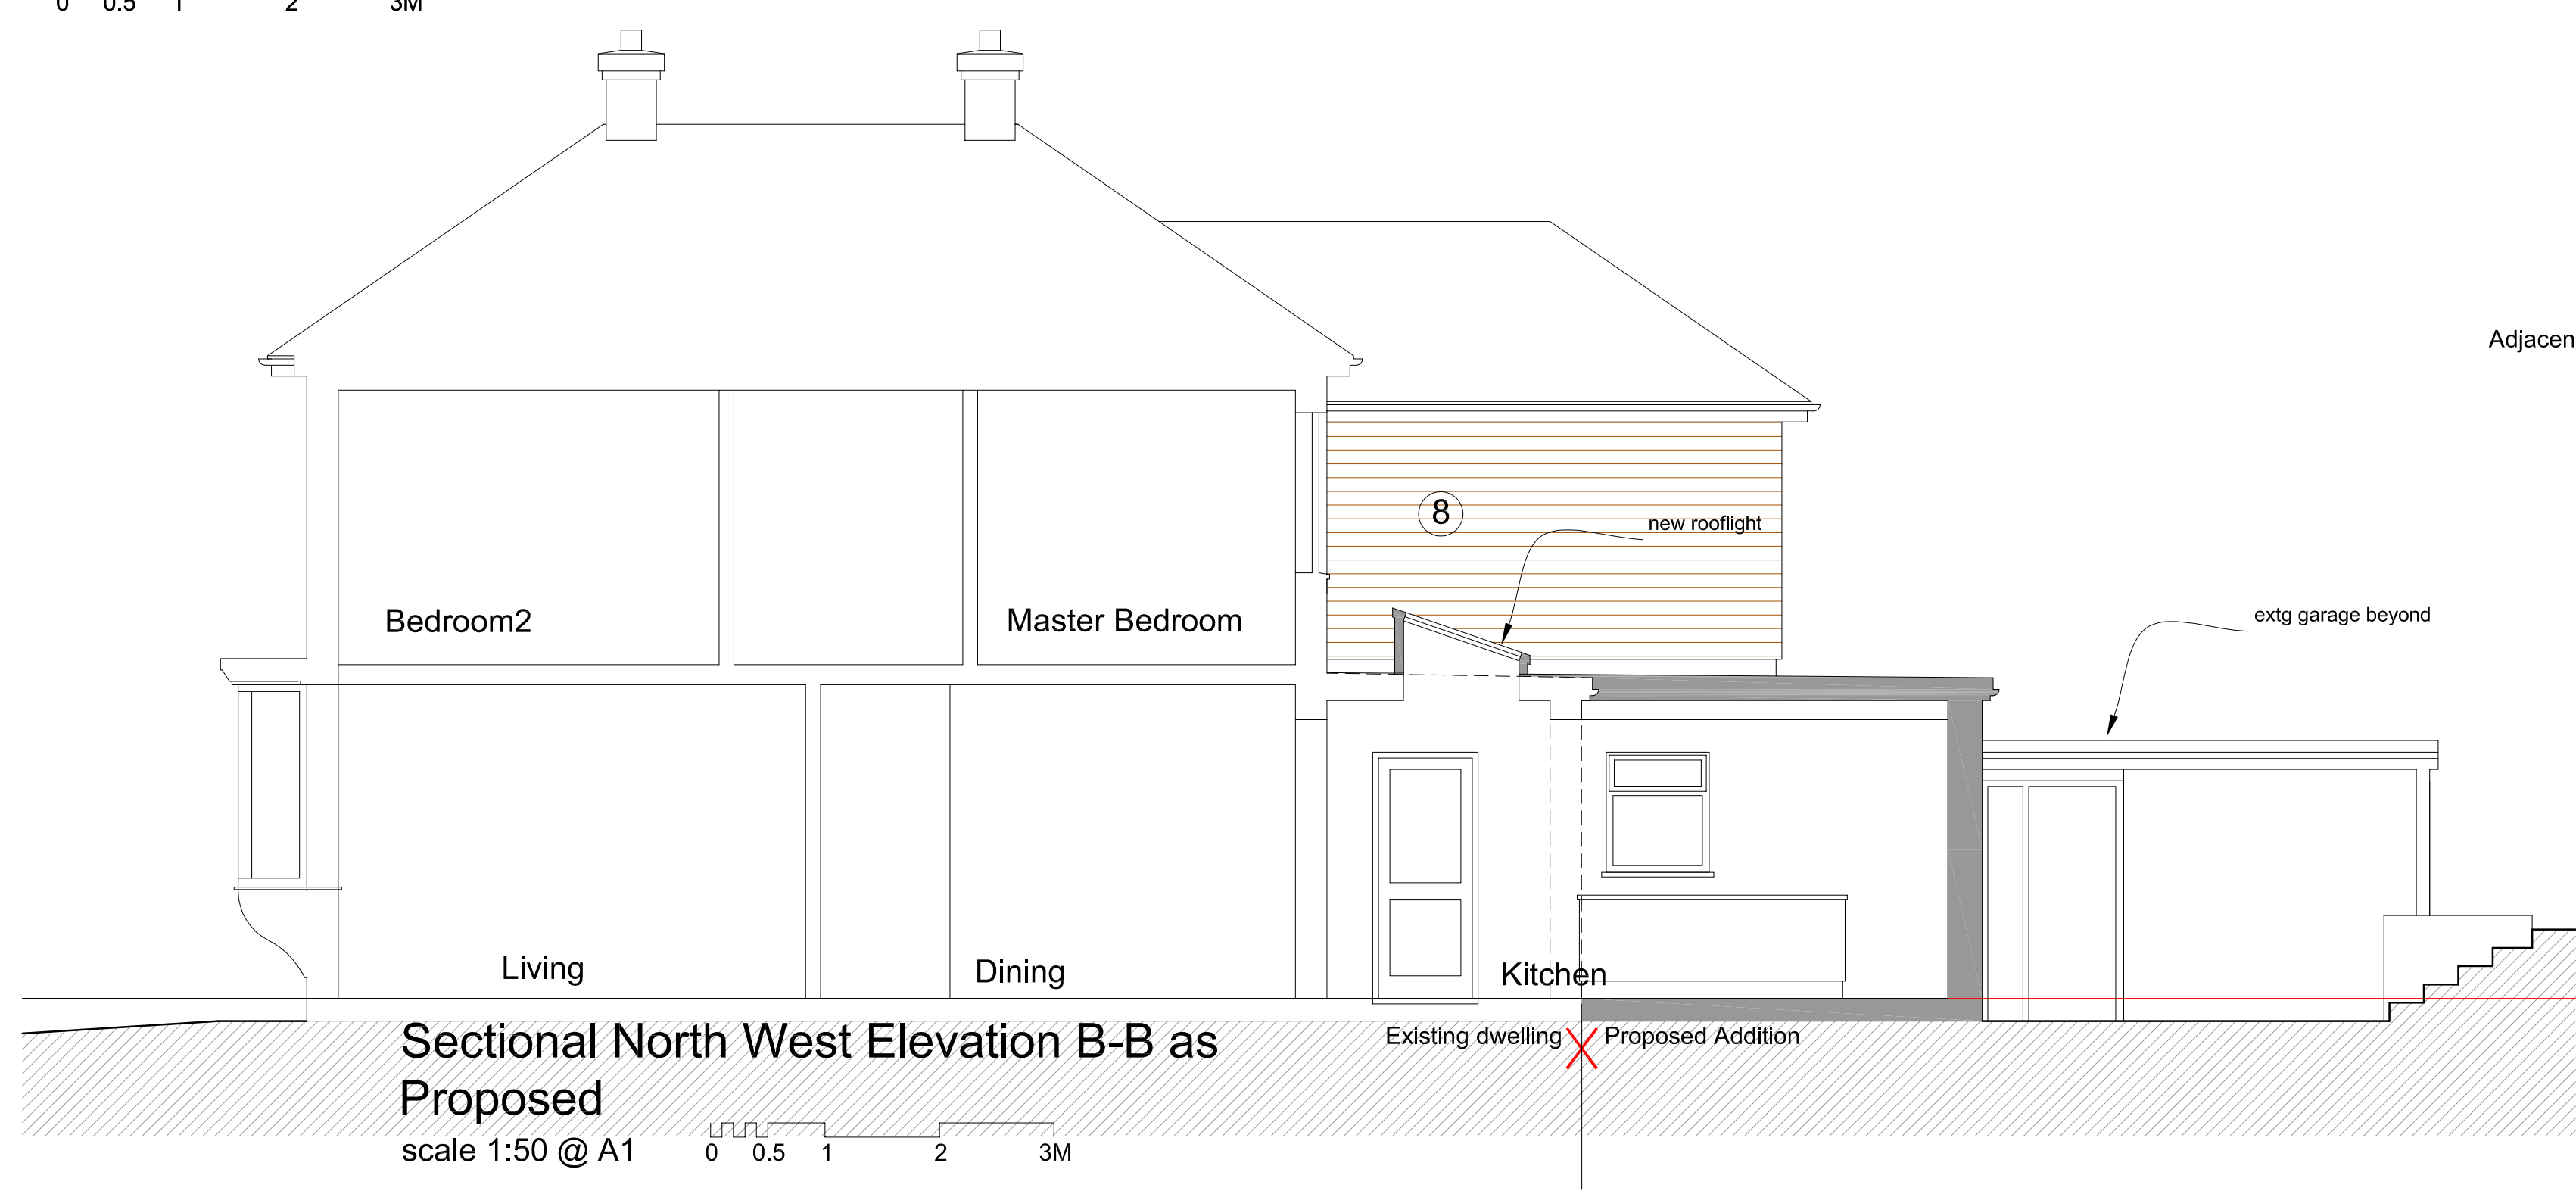 0 0.5 1 2 3M
Adjacen
8
new rooflight
extg garage beyond
Bedroom2
Master Bedroom
Living
Dining
Kitchen
Existing dwelling
Proposed Addition
Sectional North West Elevation B-B as
Proposed
scale 1:50 @ A1
0 0.5 1 2 3M